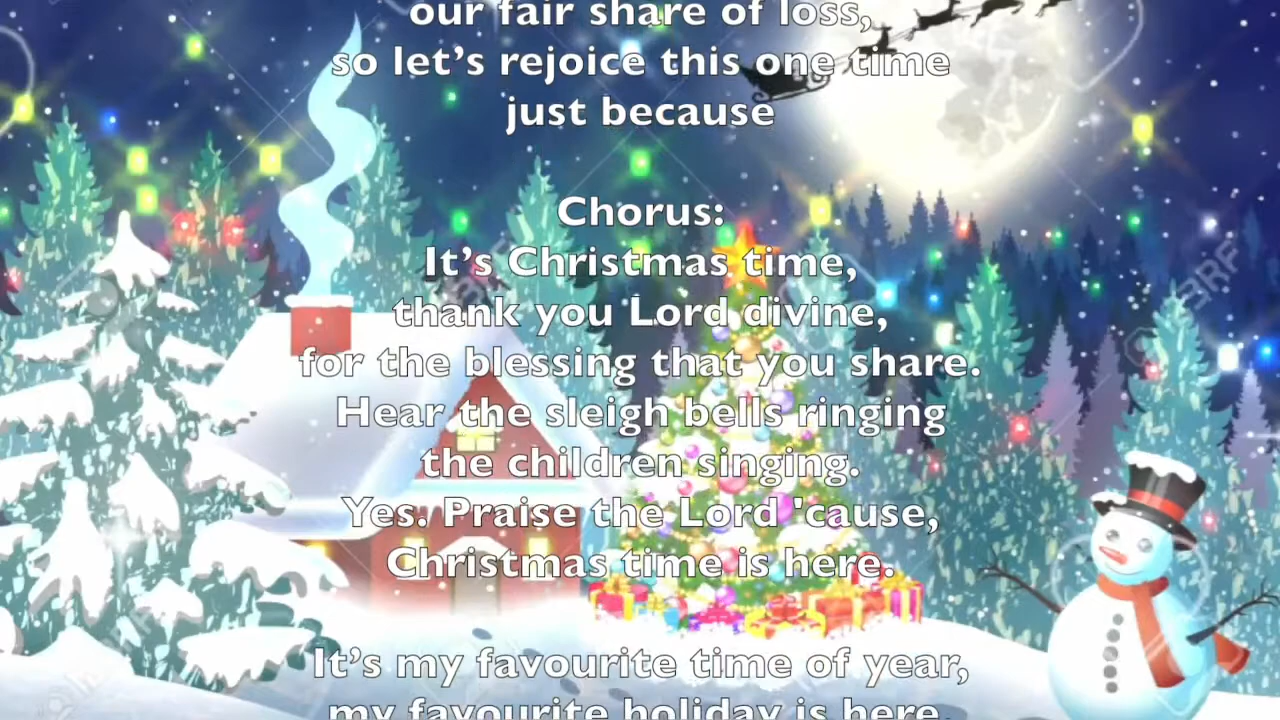 our fair share of loss,
so let’s rejoice this one time
just because
Chorus:
It’s Christmas time,
thank you Lord divine,
for the blessing that you share.
Hear the sleigh bells ringing
the children singing.
Yes. Praise the Lord 'cause,
Christmas time is here.
It’s my favourite time of year,
my favourite holiday is here.